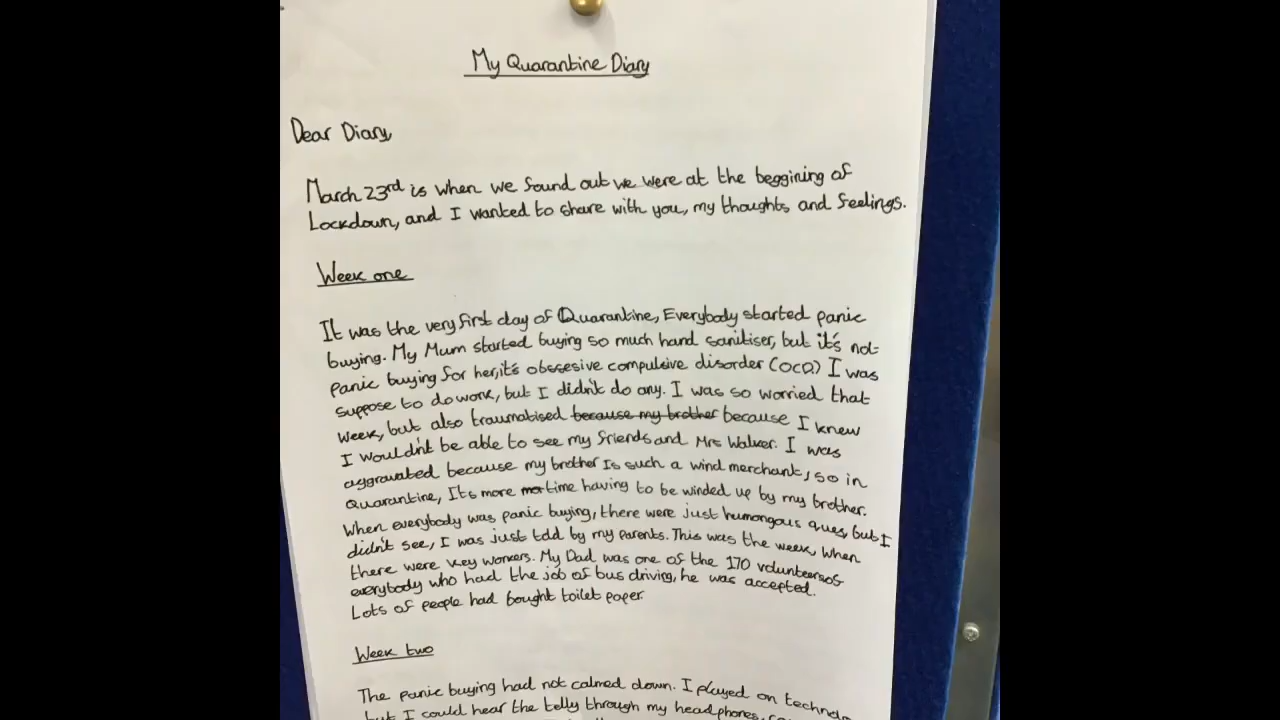 My Quarantine Diary
Dear Diary,
March 23rd is when we found out we were at the beggining of
Lockdown, and I wanted to share with you, my thoughts and feelings.
Week one
It was the very first day of Quarantine, Everybody started panic
buying. My Mum started buying so much hand sanitiser, but it's not
panic buying for her, it's obsesive compulsive disorder (OCD.) I was
suppose to do work, but I didn't do any. I was so worried that
week, but also traumatised because my brother because I knew
I wouldn't be able to see my friends and Mrs Walker. I was
aggravated because my brother Is such a wind merchant, so in
Quarantine, It's more time having to be winded up by my brother.
When everybody was panic buying, there were just humongous ques, but I
didn't see, I was just told by my parents. This was the week, when
there were key workers. My Dad was one of the 170 volunteers of
everybody who had the job of bus driving, he was accepted.
Lots of people had bought toilet paper.
Week two
The panic buying had not calmed down. I played on
but I could hear the telly through my headphones,